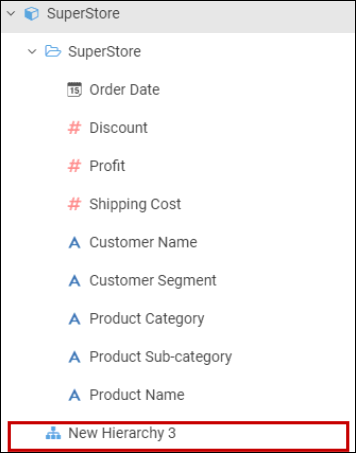 SuperStore
SuperStore
15 Order Date
# Discount
# Profit
# Shipping Cost
A Customer Name
A Customer Segment
A Product Category
A Product Sub-category
A Product Name
New Hierarchy 3